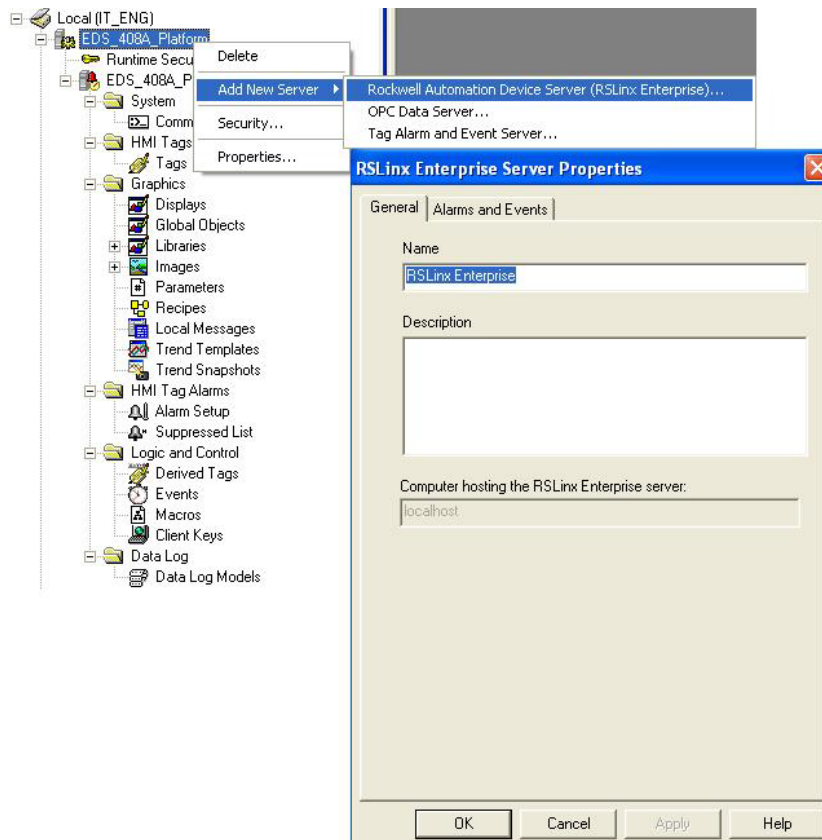 Local (IT_ENG)
EDS_408A_Platform
Runtime Secu
EDS_408A_P
System
Comm
HMI Tags
Tags
Graphics
Displays
Global Objects
Libraries
Images
Parameters
Recipes
Local Messages
Trend Templates
Trend Snapshots
HMI Tag Alarms
Alarm Setup
Suppressed List
Logic and Control
Derived Tags
Events
Macros
Client Keys
Data Log
Data Log Models
Delete
Add New Server
Security...
Properties...
Rockwell Automation Device Server (RSLinx Enterprise)...
OPC Data Server...
Tag Alarm and Event Server...
RSLinx Enterprise Server Properties
General Alarms and Events
Name
RSLinx Enterprise
Description
Computer hosting the RSLinx Enterprise server:
localhost
OK Cancel Apply Help